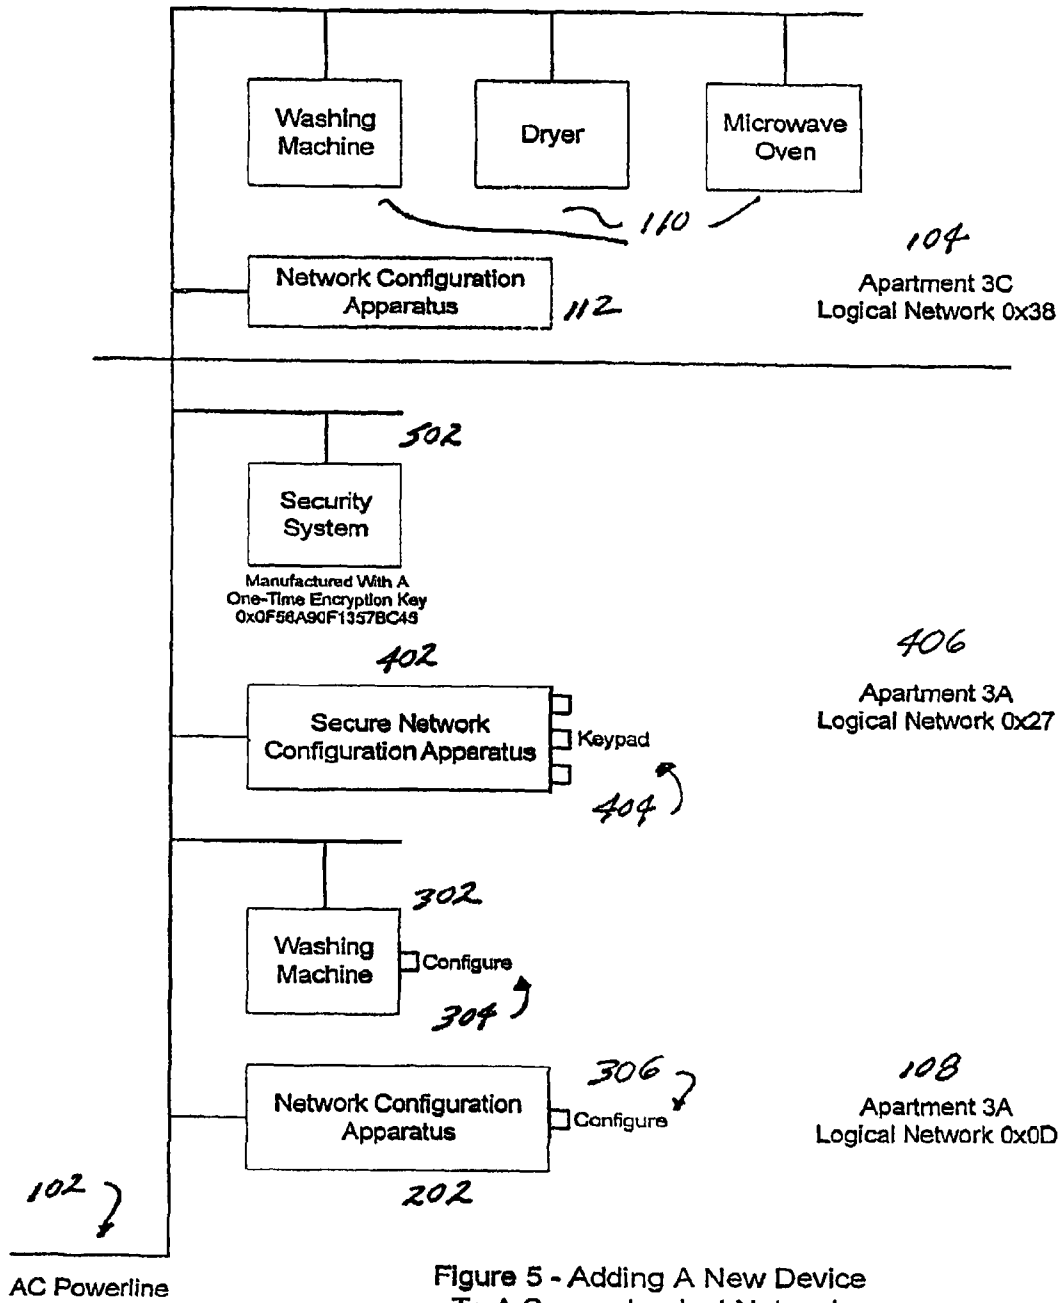 Washing
Machine
Dryer
Microwave
Oven
110
104
Network Configuration
Apparatus
112
Apartment 3C
Logical Network 0x38
502
Security
System
Manufactured With A
One-Time Encryption Key
402
406
Secure Network
Configuration Apparatus
Keypad
Apartment 3A
Logical Network 0x27
404
302
Washing
Machine
Configure
304
306
108
Network Configuration
Apparatus
Configure
Apartment 3A
Logical Network 0x0D
202
102
AC Powerline
Figure 5 - Adding A New Device